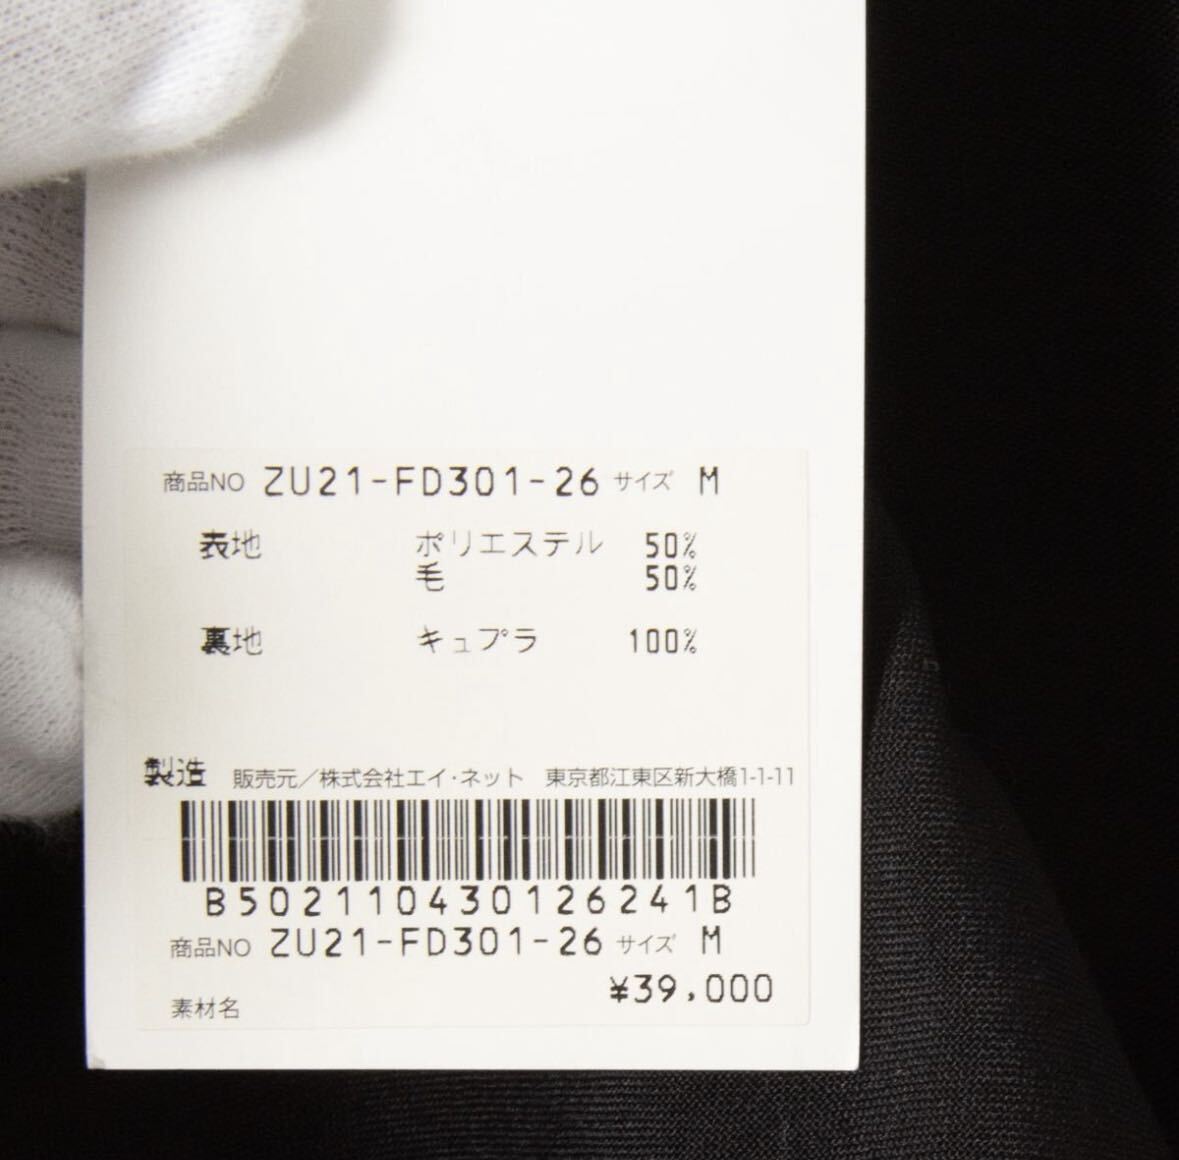 商品NO ZU21-FD301-26 サイズ M
表地 ポリエステル 50%
毛 50%
裏地 キュプラ 100%
製造 販売元／株式会社エイ・ネット 東京都江東区新大橋1-1-11
B502110430126241B
商品NO ZU21-FD301-26 サイズ M
¥39,000
素材名